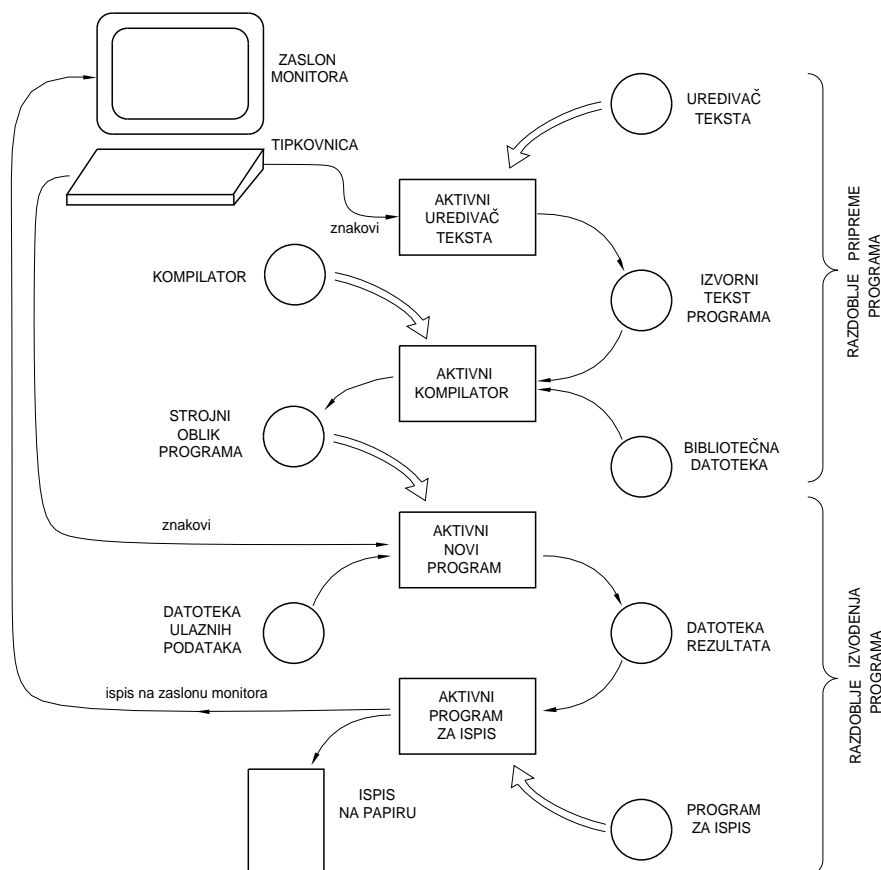 ZASLON
MONITORA
UREĐIVAČ
TEKSTA
TIPKOVNICA
AKTIVNI
UREĐIVAČ
TEKSTA
znakovi
KOMPILATOR
IZVORNI
TEKST
PROGRAMA
RAZDOBLJE PRIPREME
PROGRAMA
AKTIVNI
KOMPILATOR
STROJNI
OBLIK
PROGRAMA
BIBLIOTEČNA
DATOTEKA
znakovi
AKTIVNI
NOVI
PROGRAM
DATOTEKA
ULAZNIH
PODATAKA
DATOTEKA
REZULTATA
RAZDOBLJE IZVOĐENJA
PROGRAMA
ispis na zaslonu monitora
AKTIVNI
PROGRAM
ZA ISPIS
ISPIS
NA PAPIRU
PROGRAM
ZA ISPIS